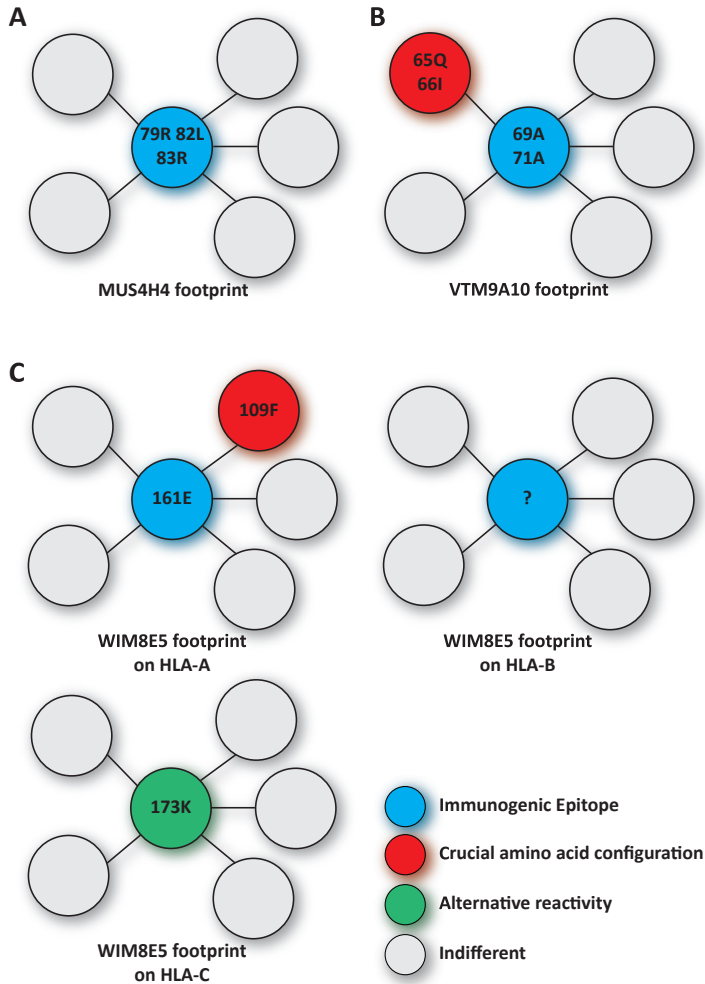 A
79R 82L
83R
MUS4H4 footprint
B
65Q
66I
69A
71A
VTM9A10 footprint
C
109F
161E
WIM8E5 footprint
on HLA-A
?
WIM8E5 footprint
on HLA-B
173K
WIM8E5 footprint
on HLA-C
Immunogenic Epitope
Crucial amino acid configuration
Alternative reactivity
Indifferent